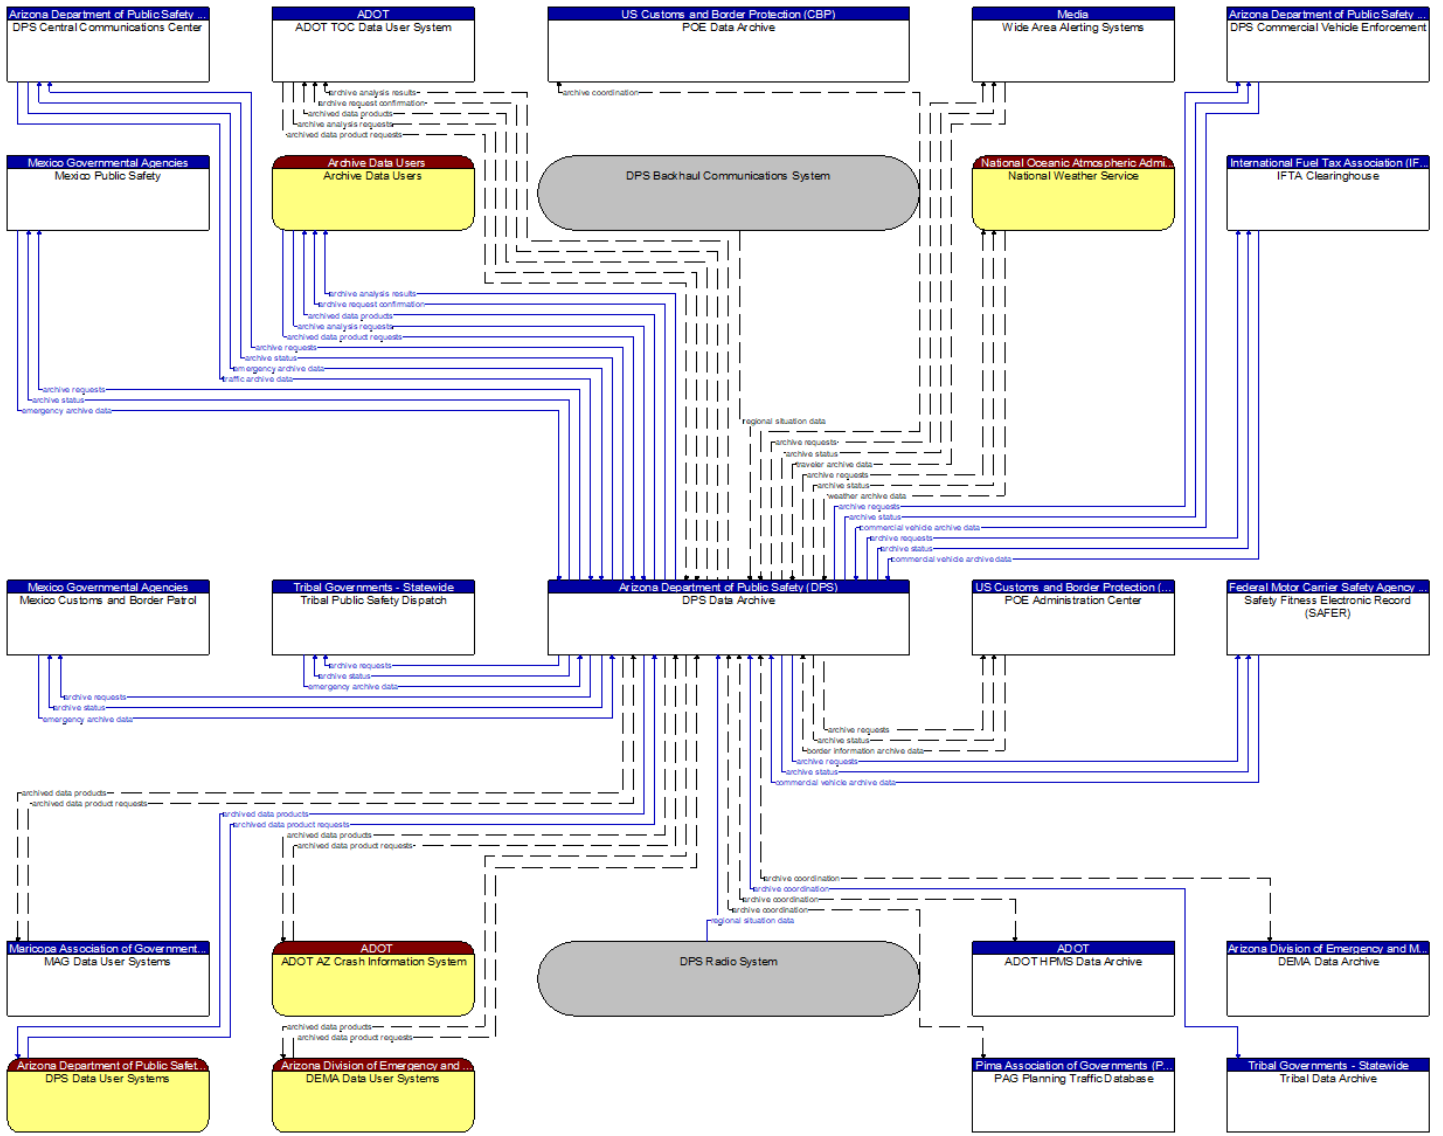 Arizona Department of Public Safety ...
DPS Central Communications Center
ADOT
ADOT TOC Data User System
US Customs and Border Protection (CBP)
POE Data Archive
Media
Wide Area Alerting Systems
Arizona Department of Public Safety ...
DPS Commercial Vehicle Enforcement
archive analysis results
archive request confirmation
archived data products
archive analysis requests
archived data product requests
archive coordination
Mexico Governmental Agencies
Mexico Public Safety
Archive Data Users
Archive Data Users
DPS Backhaul Communications System
National Oceanic Atmospheric Admi...
National Weather Service
International Fuel Tax Association (IF...
IFTA Clearinghouse
archive analysis results
archive request confirmation
archived data products
archive analysis requests
archived data product requests
archive requests
archive status
emergency archive data
traffic archive data
archive requests
archive status
emergency archive data
regional situation data
archive requests
archive status
traveler archive data
archive requests
archive status
weather archive data
archive requests
archive status
commercial vehicle archive data
archive requests
archive status
commercial vehicle archive data
Mexico Governmental Agencies
Mexico Customs and Border Patrol
Tribal Governments - Statewide
Tribal Public Safety Dispatch
Arizona Department of Public Safety (DPS)
DPS Data Archive
US Customs and Border Protection (...
POE Administration Center
Federal Motor Carrier Safety Agency ...
Safety Fitness Electronic Record
(SAFER)
archive requests
archive status
emergency archive data
archive requests
archive status
emergency archive data
archive requests
archive status
border information archive data
archive requests
archive status
commercial vehicle archive data
archived data products
archived data product requests
archived data products
archived data product requests
archived data products
archived data product requests
archive coordination
archive coordination
archive coordination
archive coordination
regional situation data
Maricopa Association of Government...
MAG Data User Systems
ADOT
ADOT AZ Crash Information System
DPS Radio System
ADOT
ADOT HPMS Data Archive
Arizona Division of Emergency and M...
DEMA Data Archive
archived data products
archived data product requests
Arizona Department of Public Safet...
DPS Data User Systems
Arizona Division of Emergency and ...
DEMA Data User Systems
Pima Association of Governments (P...
PAG Planning Traffic Database
Tribal Governments - Statewide
Tribal Data Archive